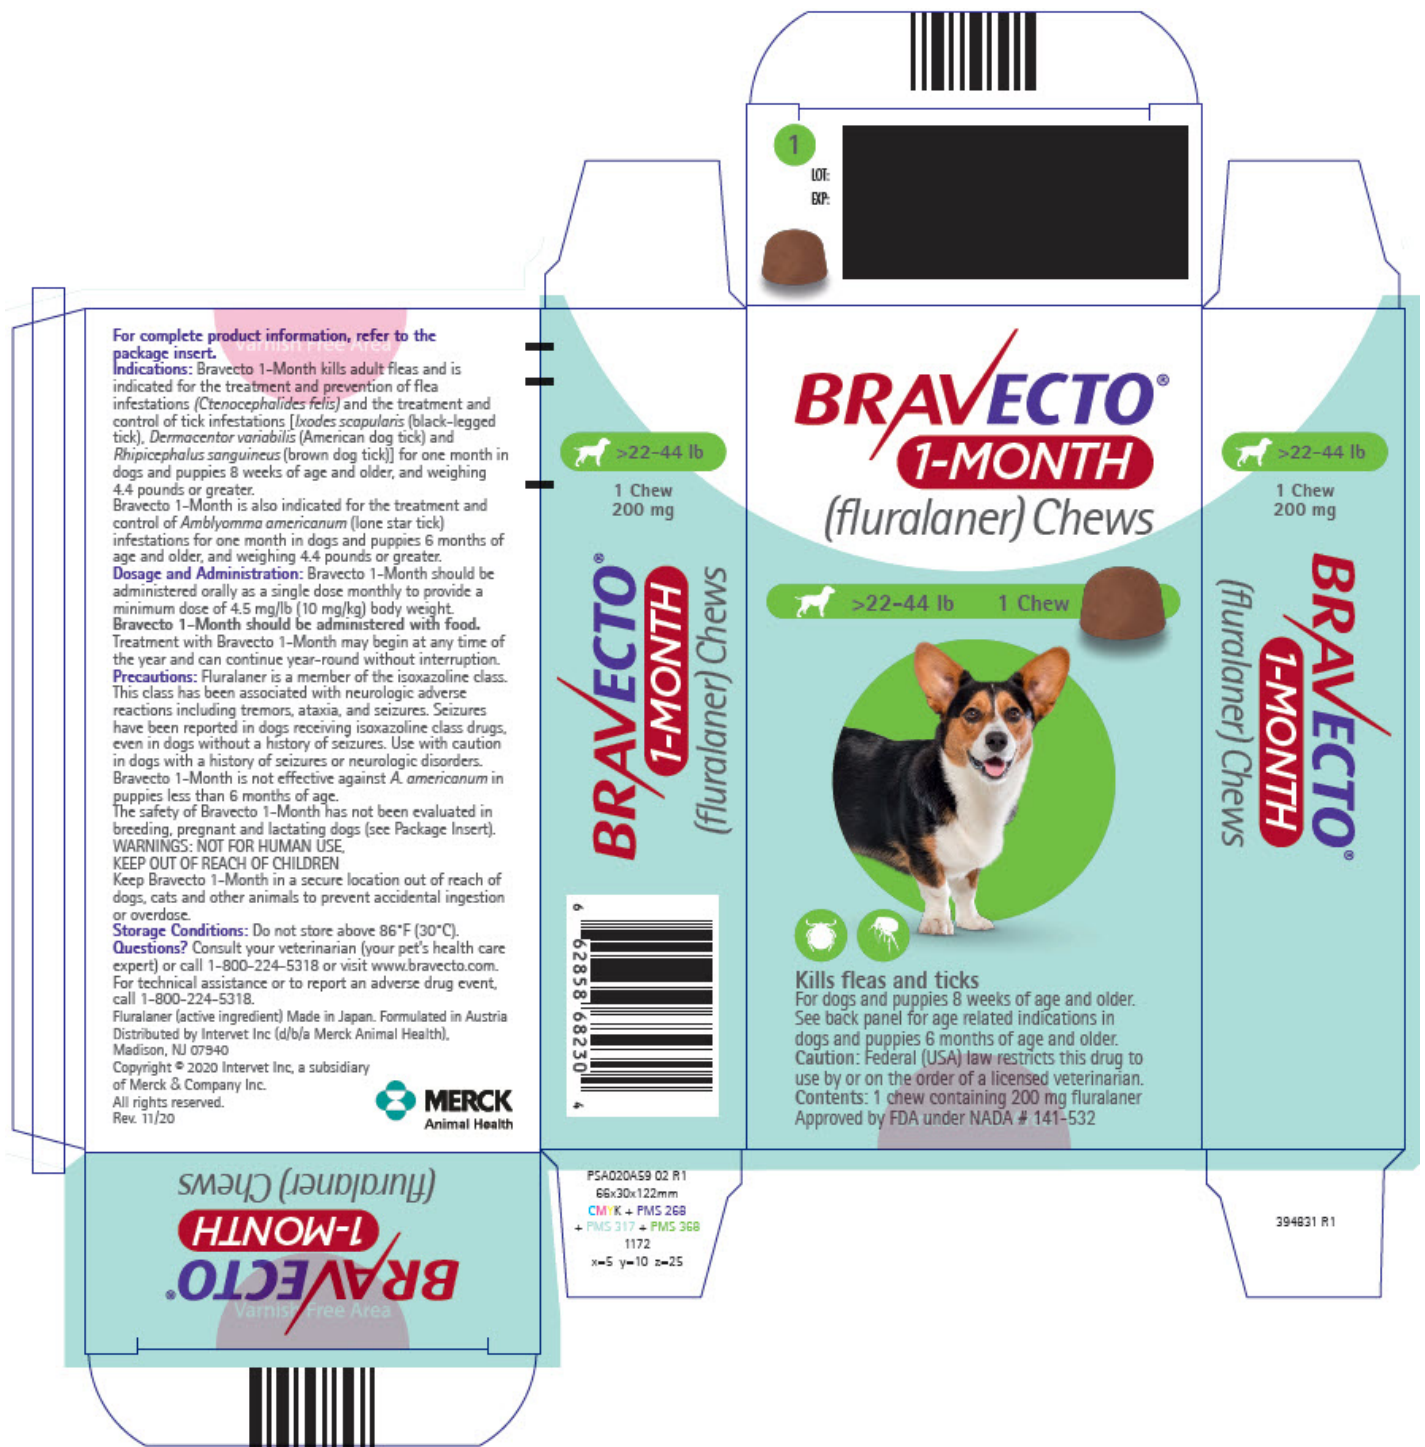 1
LOT:
EXP:
For complete product information, refer to the
package insert.
Varnish Free Area
Indications: Bravecto 1-Month kills adult fleas and is
indicated for the treatment and prevention of flea
infestations (Ctenocephalides felis) and the treatment and
control of tick infestations [Ixodes scapularis (black-legged
tick), Dermacentor variabilis (American dog tick) and
Rhipicephalus sanguineus (brown dog tick)] for one month in
dogs and puppies 8 weeks of age and older, and weighing
4.4 pounds or greater.
Bravecto 1-Month is also indicated for the treatment and
control of Amblyomma americanum (lone star tick)
infestations for one month in dogs and puppies 6 months of
age and older, and weighing 4.4 pounds or greater.
Dosage and Administration: Bravecto 1-Month should be
administered orally as a single dose monthly to provide a
minimum dose of 4.5 mg/lb (10 mg/kg) body weight.
Bravecto 1-Month should be administered with food.
Treatment with Bravecto 1-Month may begin at any time of
the year and can continue year-round without interruption.
Precautions: Fluralaner is a member of the isoxazoline class.
This class has been associated with neurologic adverse
reactions including tremors, ataxia, and seizures. Seizures
have been reported in dogs receiving isoxazoline class drugs,
even in dogs without a history of seizures. Use with caution
in dogs with a history of seizures or neurologic disorders.
Bravecto 1-Month is not effective against A. americanum in
puppies less than 6 months of age.
The safety of Bravecto 1-Month has not been evaluated in
breeding, pregnant and lactating dogs (see Package Insert).
WARNINGS: NOT FOR HUMAN USE,
KEEP OUT OF REACH OF CHILDREN
Keep Bravecto 1-Month in a secure location out of reach of
dogs, cats and other animals to prevent accidental ingestion
or overdose.
Storage Conditions: Do not store above 86°F (30°C).
Questions? Consult your veterinarian (your pet's health care
expert) or call 1-800-224-5318 or visit www.bravecto.com.
For technical assistance or to report an adverse drug event,
call 1-800-224-5318.
Fluralaner (active ingredient) Made in Japan. Formulated in Austria
Distributed by Intervet Inc (d/b/a Merck Animal Health),
Madison, NJ 07940
Copyright © 2020 Intervet Inc, a subsidiary
of Merck & Company Inc.
All rights reserved.
Rev. 11/20
MERCK
Animal Health
>22-44 lb
1 Chew
200 mg
BRAVECTO®
1-MONTH
(fluralaner) Chews
6 62858 68230 4
BRAVECTO®
1-MONTH
(fluralaner) Chews
>22-44 lb 1 Chew
Kills fleas and ticks
For dogs and puppies 8 weeks of age and older.
See back panel for age related indications in
dogs and puppies 6 months of age and older.
Caution: Federal (USA) law restricts this drug to
use by or on the order of a licensed veterinarian.
Contents: 1 chew containing 200 mg fluralaner
Approved by FDA under NADA # 141-532
>22-44 lb
1 Chew
200 mg
BRAVECTO®
1-MONTH
(fluralaner) Chews
BRAVECTO®
1-MONTH
(fluralaner) Chews
Varnish Free Area
PSA020A59 02 R1
66x30x122mm
CMYK + PMS 268
+ PMS 317 + PMS 368
1172
x=5 y=10 z=25
394831 R1